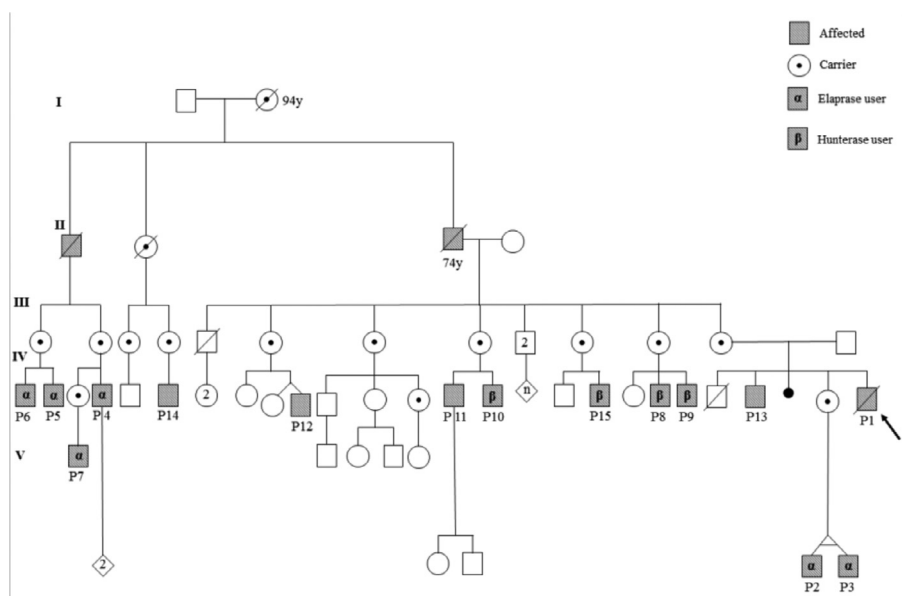 Affected
Carrier
α Elaprase user
β Hunterase user
I
94y
II
74y
III
2 n
IV
2
α α α β β β β
P6 P5 P4 P14 P12 P11 P10 P15 P8 P9 P13 P1
V
α
P7
2
α α
P2 P3